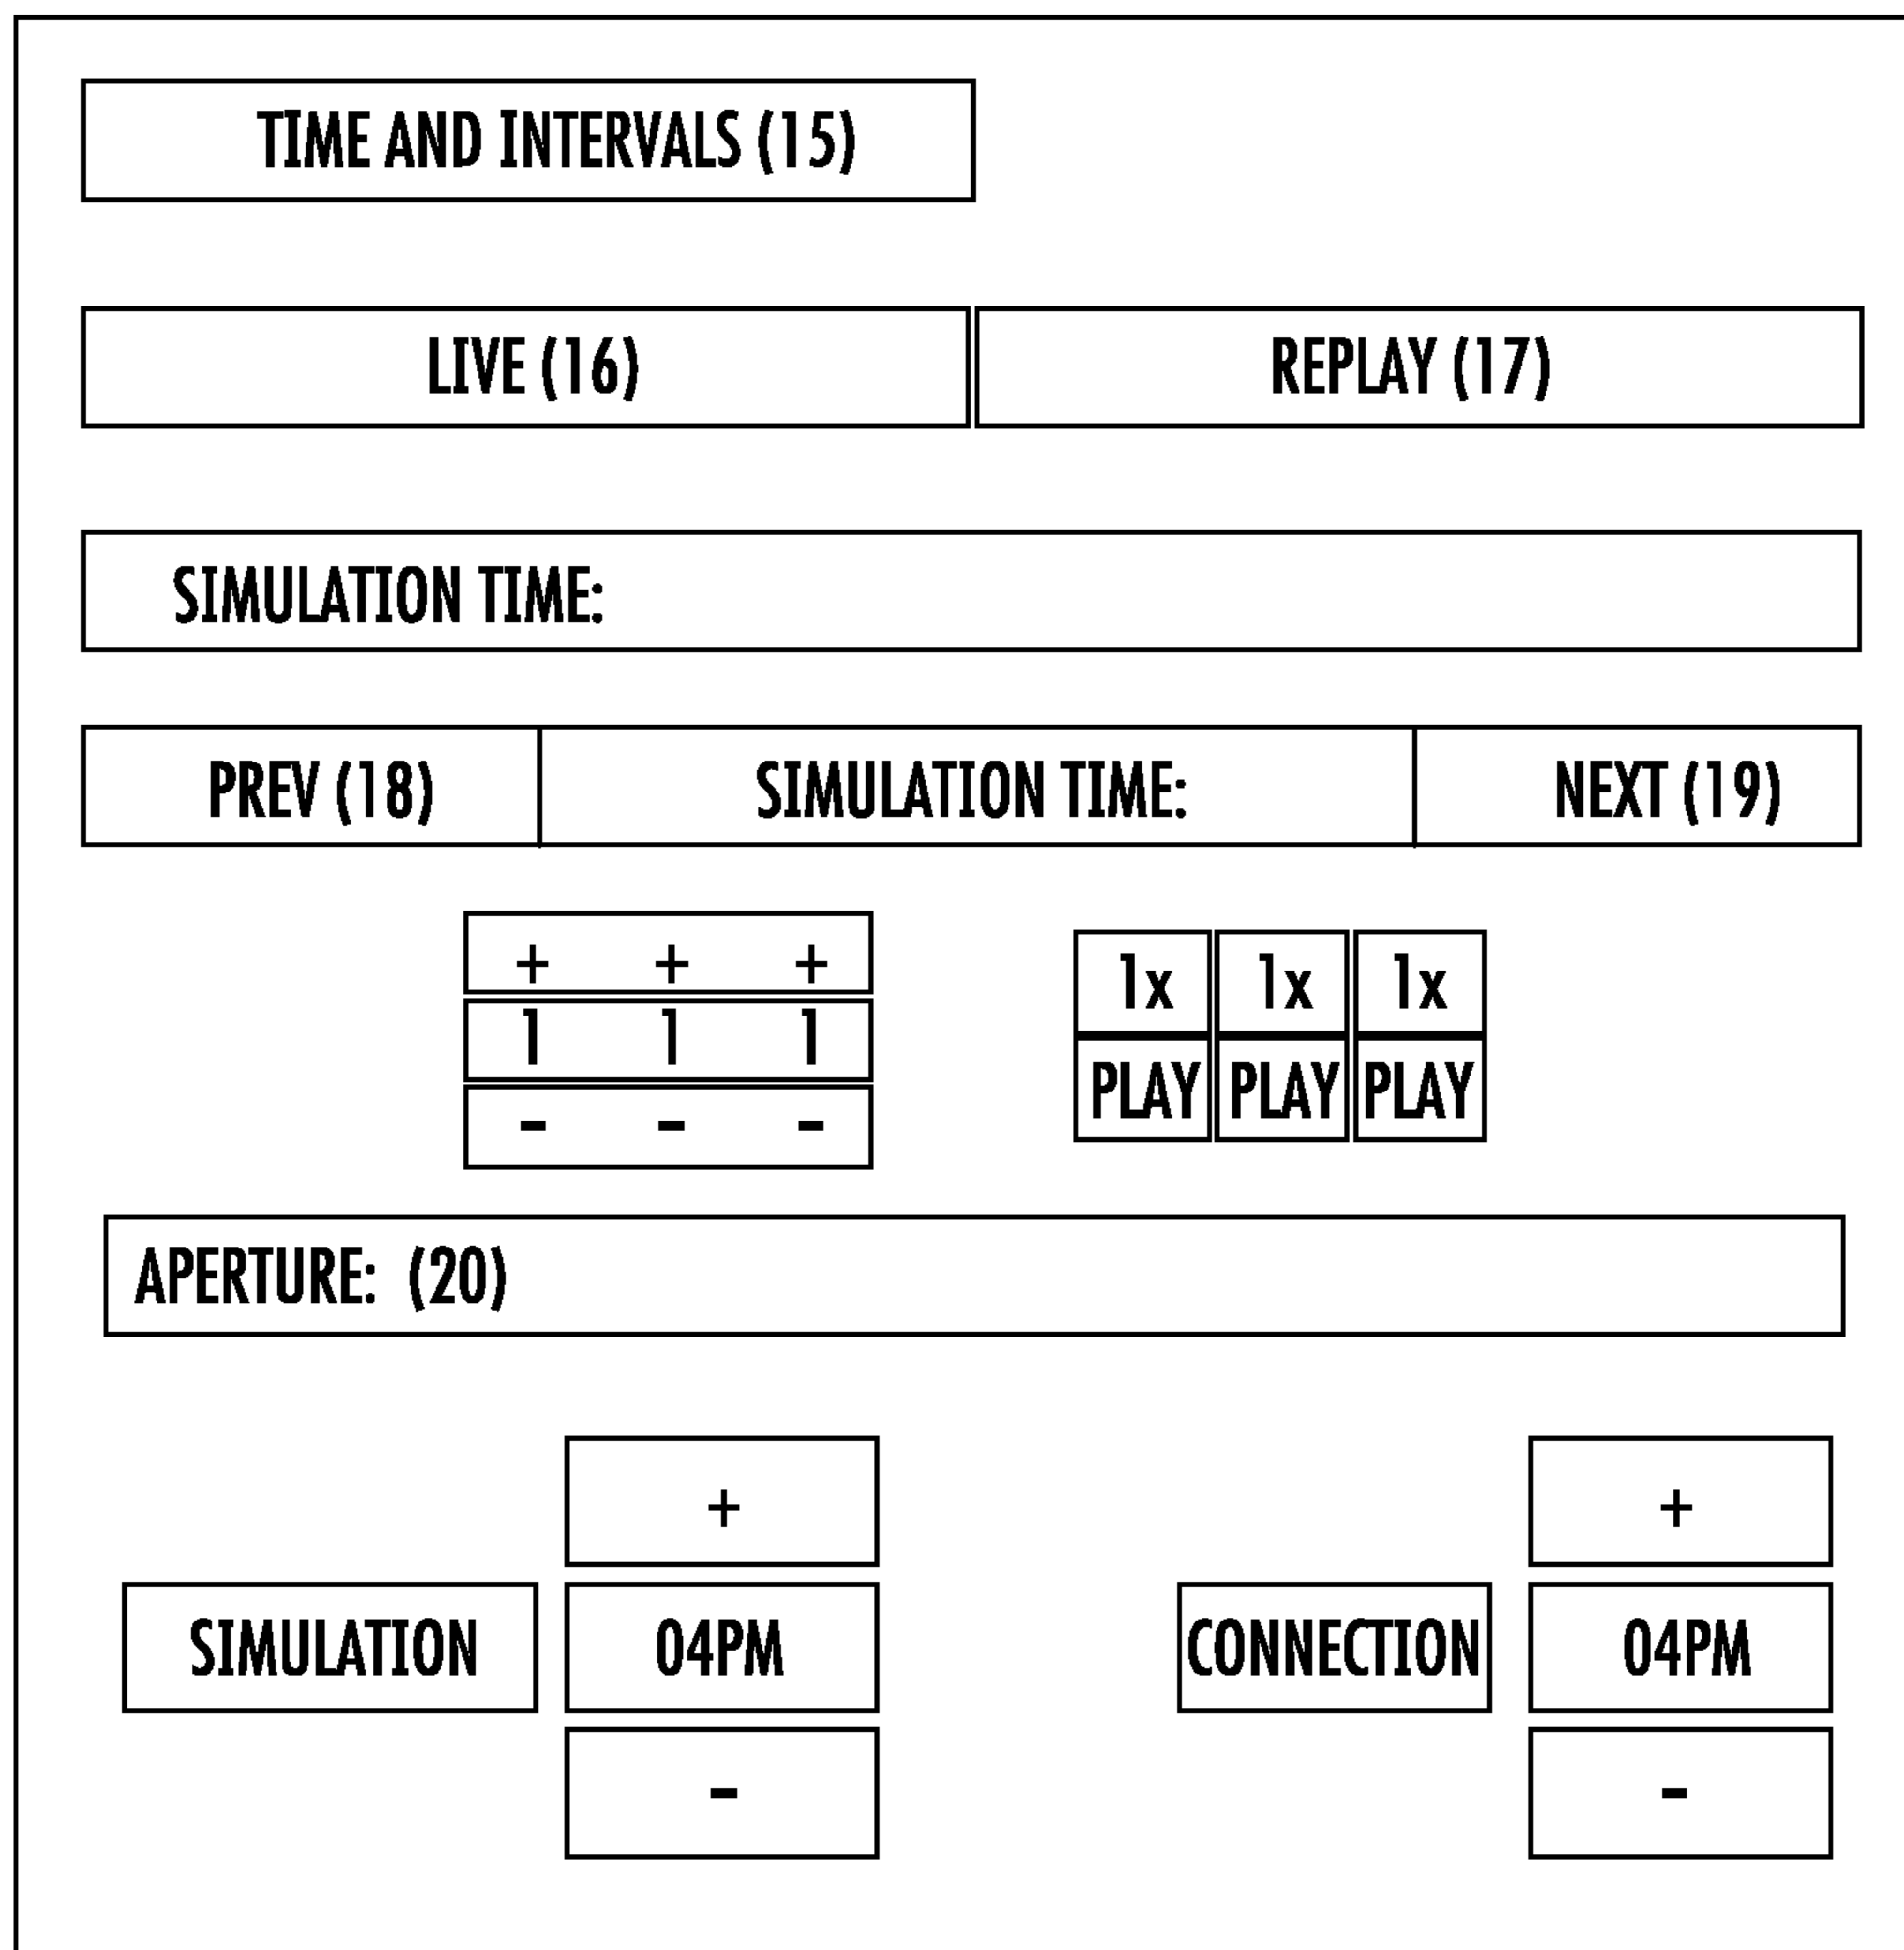 TIME AND INTERVALS (15)
LIVE (16) REPLAY (17)
SIMULATION TIME:
PREV (18) SIMULATION TIME: NEXT (19)
+ + +
1 1 1
- - -
1x 1x 1x
PLAY PLAY PLAY
APERTURE: (20)
+ +
SIMULATION 04PM CONNECTION 04PM
- -